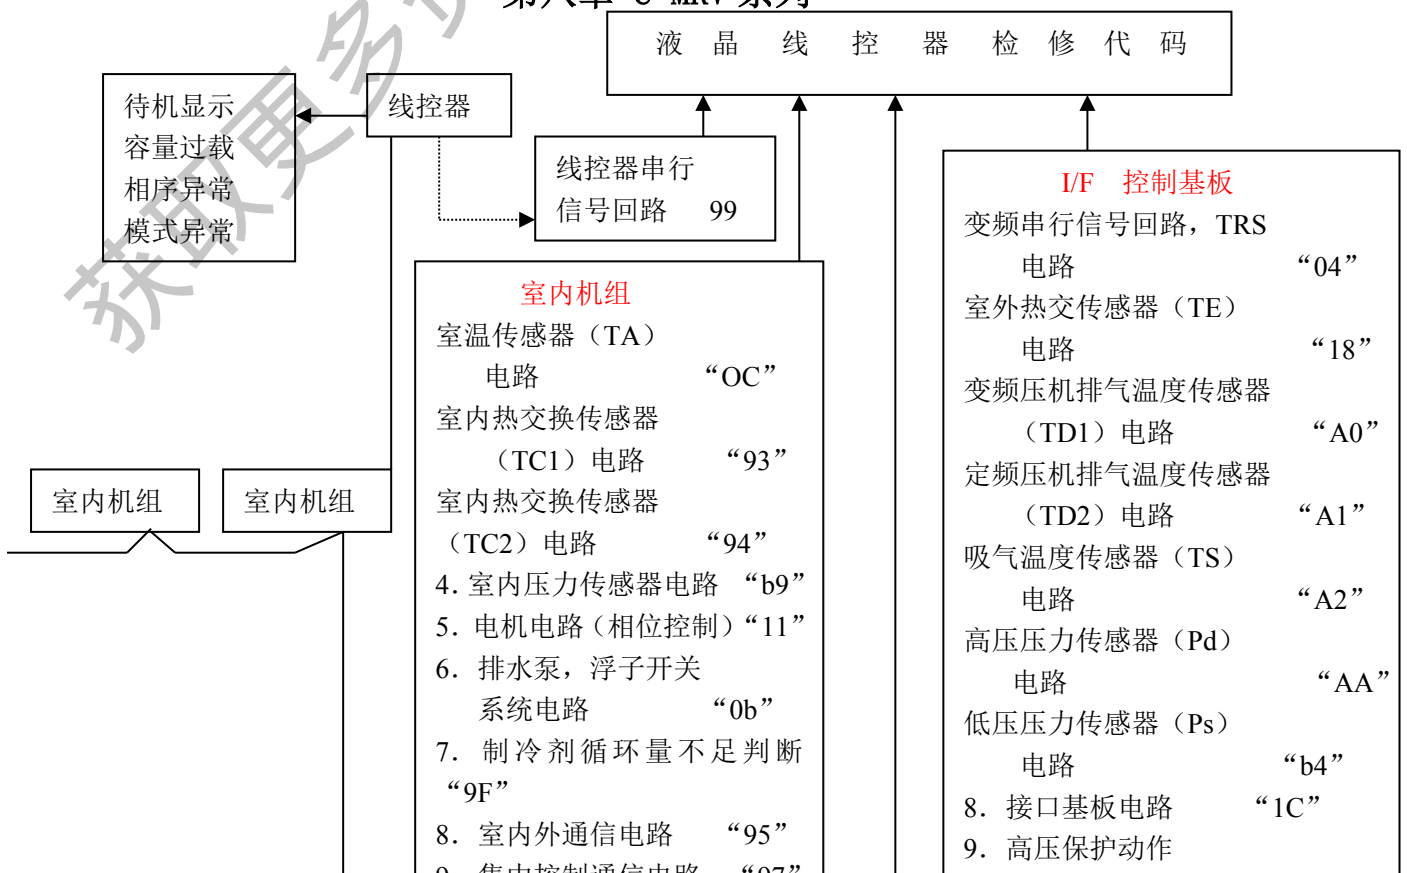 液晶线控器检修代码
待机显示
容量过载
相序异常
模式异常
线控器
线控器串行
信号回路 99
室内机组
室内机组
室内机组
室温传感器（TA）
电路 “OC”
室内热交换传感器
（TC1）电路 “93”
室内热交换传感器
（TC2）电路 “94”
4. 室内压力传感器电路 “b9”
5. 电机电路（相位控制）“11”
6. 排水泵，浮子开关
系统电路 “0b”
7. 制冷剂循环量不足判断
“9F”
8. 室内外通信电路 “95”
I/F 控制基板
变频串行信号回路，TRS
电路 “04”
室外热交传感器（TE）
电路 “18”
变频压机排气温度传感器
（TD1）电路 “A0”
定频压机排气温度传感器
（TD2）电路 “A1”
吸气温度传感器（TS）
电路 “A2”
高压压力传感器（Pd）
电路 “AA”
低压压力传感器（Ps）
电路 “b4”
8. 接口基板电路 “1C”
9. 高压保护动作
获取更多